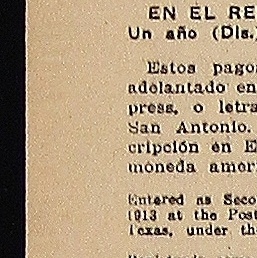 EN EL RE
Un año (Dls.
Estos pago
adelantado en
press, o letra
San Antonio.
cripción en E
moneda amer
Entered as Seco
1913 at the Post
Texas, under th